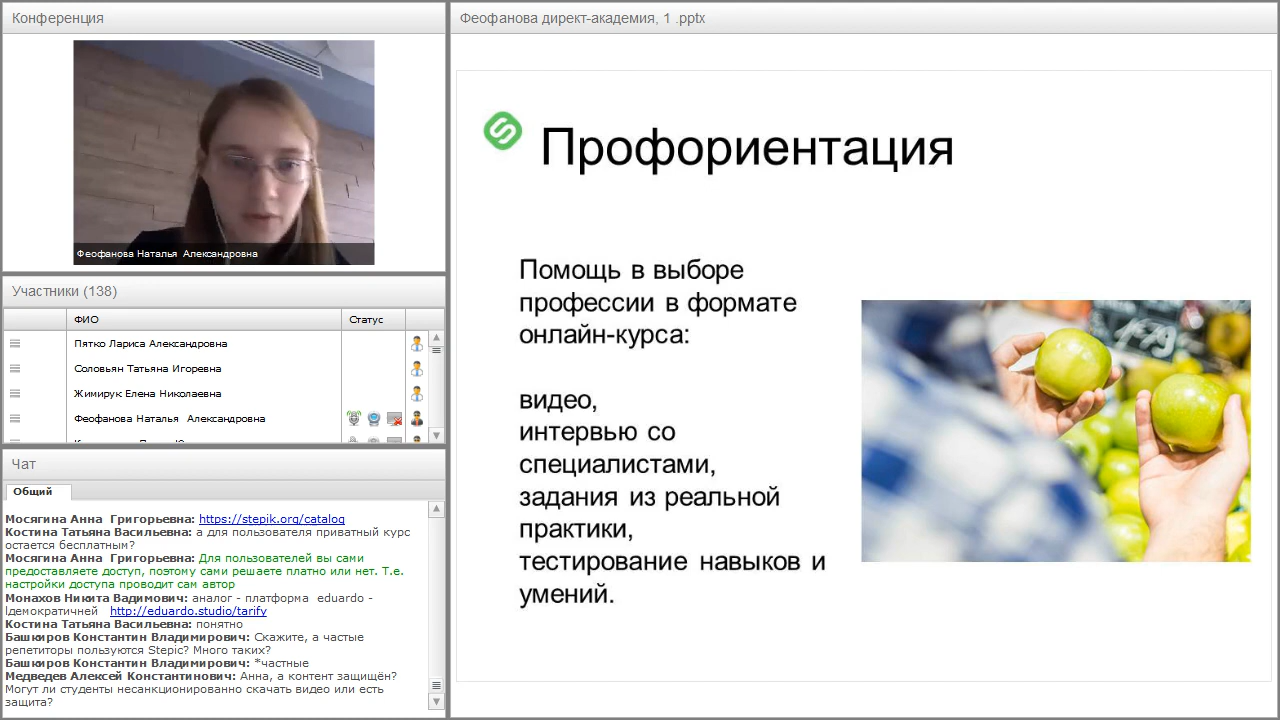 Конференция
Феофанова Наталья Александровна
Участники (138)
ФИО
Статус
Пятко Лариса Александровна
Соловьян Татьяна Игоревна
Жимирук Елена Николаевна
Феофанова Наталья Александровна
Чат
Общий
Мосягина Анна Григорьевна: https://stepik.org/catalog
Костина Татьяна Васильевна: а для пользователя приватный курс
остается бесплатным?
Мосягина Анна Григорьевна: Для пользователей вы сами
предоставляете доступ, поэтому сами решаете платно или нет. Т.е.
настройки доступа проводит сам автор
Монахов Никита Вадимович: аналог - платформа eduardo -
lдемократичней http://eduardo.studio/tarify
Костина Татьяна Васильевна: понятно
Башкиров Константин Владимирович: Скажите, а частые
репетиторы пользуются Stepic? Много таких?
Башкиров Константин Владимирович: *частные
Медведев Алексей Константинович: Анна, а контент защищён?
Могут ли студенты несанкционированно скачать видео или есть
защита?
Феофанова директ-академия, 1 .pptx
Профориентация
Помощь в выборе
профессии в формате
онлайн-курса:
видео,
интервью со
специалистами,
задания из реальной
практики,
тестирование навыков и
умений.